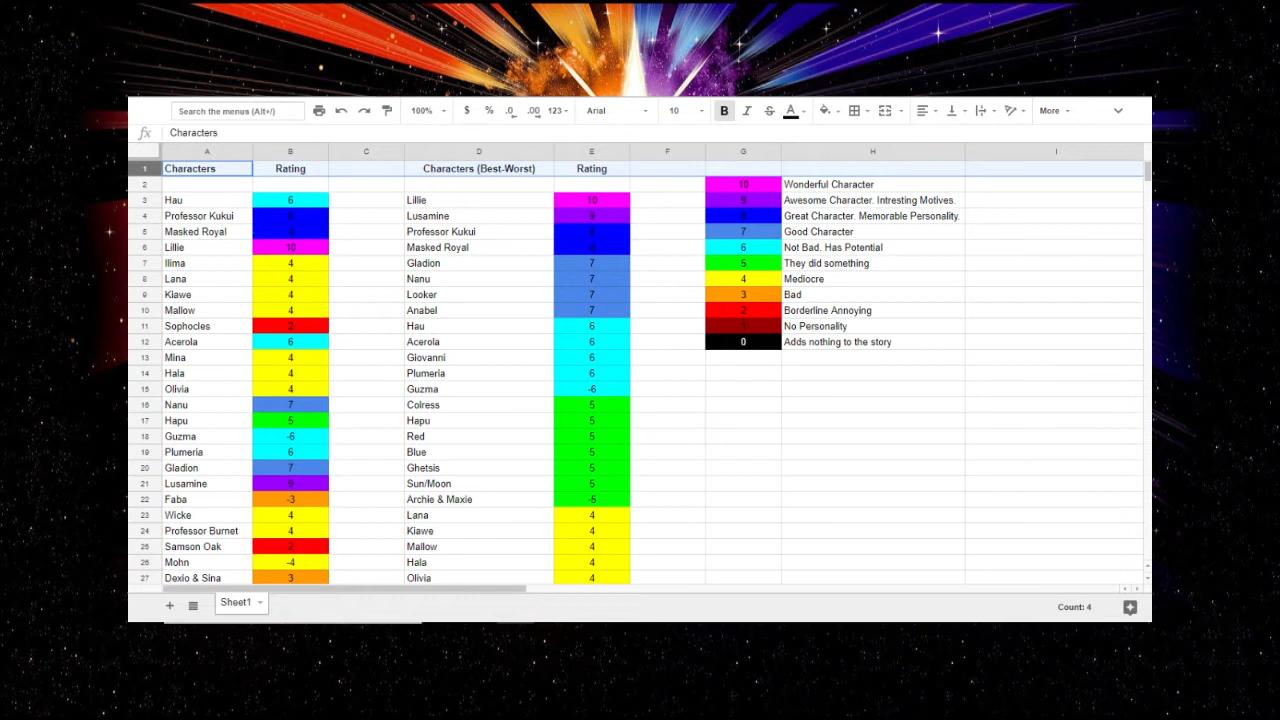 Search the menus (Alt+/) 100% $ % .0 .00 123 Arial 10 B I S A More
fx Characters
A B C D E F G H I
1 Characters Rating Characters (Best-Worst) Rating
2 10 Wonderful Character
3 Hau 6 Lillie 10 9 Awesome Character. Intresting Motives.
4 Professor Kukui Lusamine 9 Great Character. Memorable Personality.
5 Masked Royal Professor Kukui 7 Good Character
6 Lillie 10 Masked Royal 6 Not Bad. Has Potential
7 Ilima 4 Gladion 7 5 They did something
8 Lana 4 Nanu 7 4 Mediocre
9 Kiawe 4 Looker 7 3 Bad
10 Mallow 4 Anabel 7 2 Borderline Annoying
11 Sophocles 2 Hau 6 1 No Personality
12 Acerola 6 Acerola 6 0 Adds nothing to the story
13 Mina 4 Giovanni 6
14 Hala 4 Plumeria 6
15 Olivia 4 Guzma -6
16 Nanu 7 Colress 5
17 Hapu 5 Hapu 5
18 Guzma -6 Red 5
19 Plumeria 6 Blue 5
20 Gladion 7 Ghetsis 5
21 Lusamine 9 Sun/Moon 5
22 Faba -3 Archie & Maxie -5
23 Wicke 4 Lana 4
24 Professor Burnet 4 Kiawe 4
25 Samson Oak 2 Mallow 4
26 Mohn -4 Hala 4
27 Dexio & Sina 3 Olivia 4
+ Sheet1 Count: 4